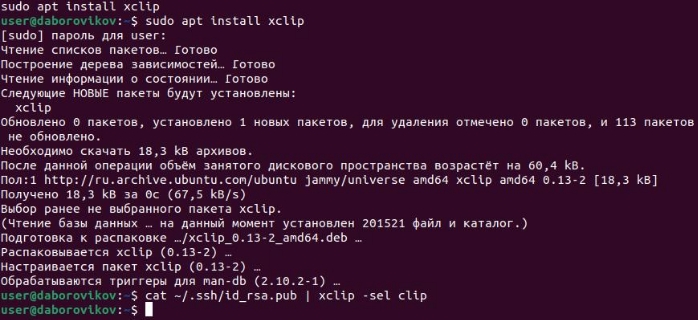 sudo apt install xclip
user@daborovikov:~$ sudo apt install xclip
[sudo] пароль для user:
Чтение списков пакетов… Готово
Построение дерева зависимостей… Готово
Чтение информации о состоянии… Готово
Следующие НОВЫЕ пакеты будут установлены:
  xclip
Обновлено 0 пакетов, установлено 1 новых пакетов, для удаления отмечено 0 пакетов, и 113 пакетов
 не обновлено.
Необходимо скачать 18,3 kB архивов.
После данной операции объём занятого дискового пространства возрастёт на 60,4 kB.
Пол:1 http://ru.archive.ubuntu.com/ubuntu jammy/universe amd64 xclip amd64 0.13-2 [18,3 kB]
Получено 18,3 kB за 0с (67,5 kB/s)
Выбор ранее не выбранного пакета xclip.
(Чтение базы данных … на данный момент установлен 201521 файл и каталог.)
Подготовка к распаковке …/xclip_0.13-2_amd64.deb …
Распаковывается xclip (0.13-2) …
Настраивается пакет xclip (0.13-2) …
Обрабатываются триггеры для man-db (2.10.2-1) …
user@daborovikov:~$ cat ~/.ssh/id_rsa.pub | xclip -sel clip
user@daborovikov:~$